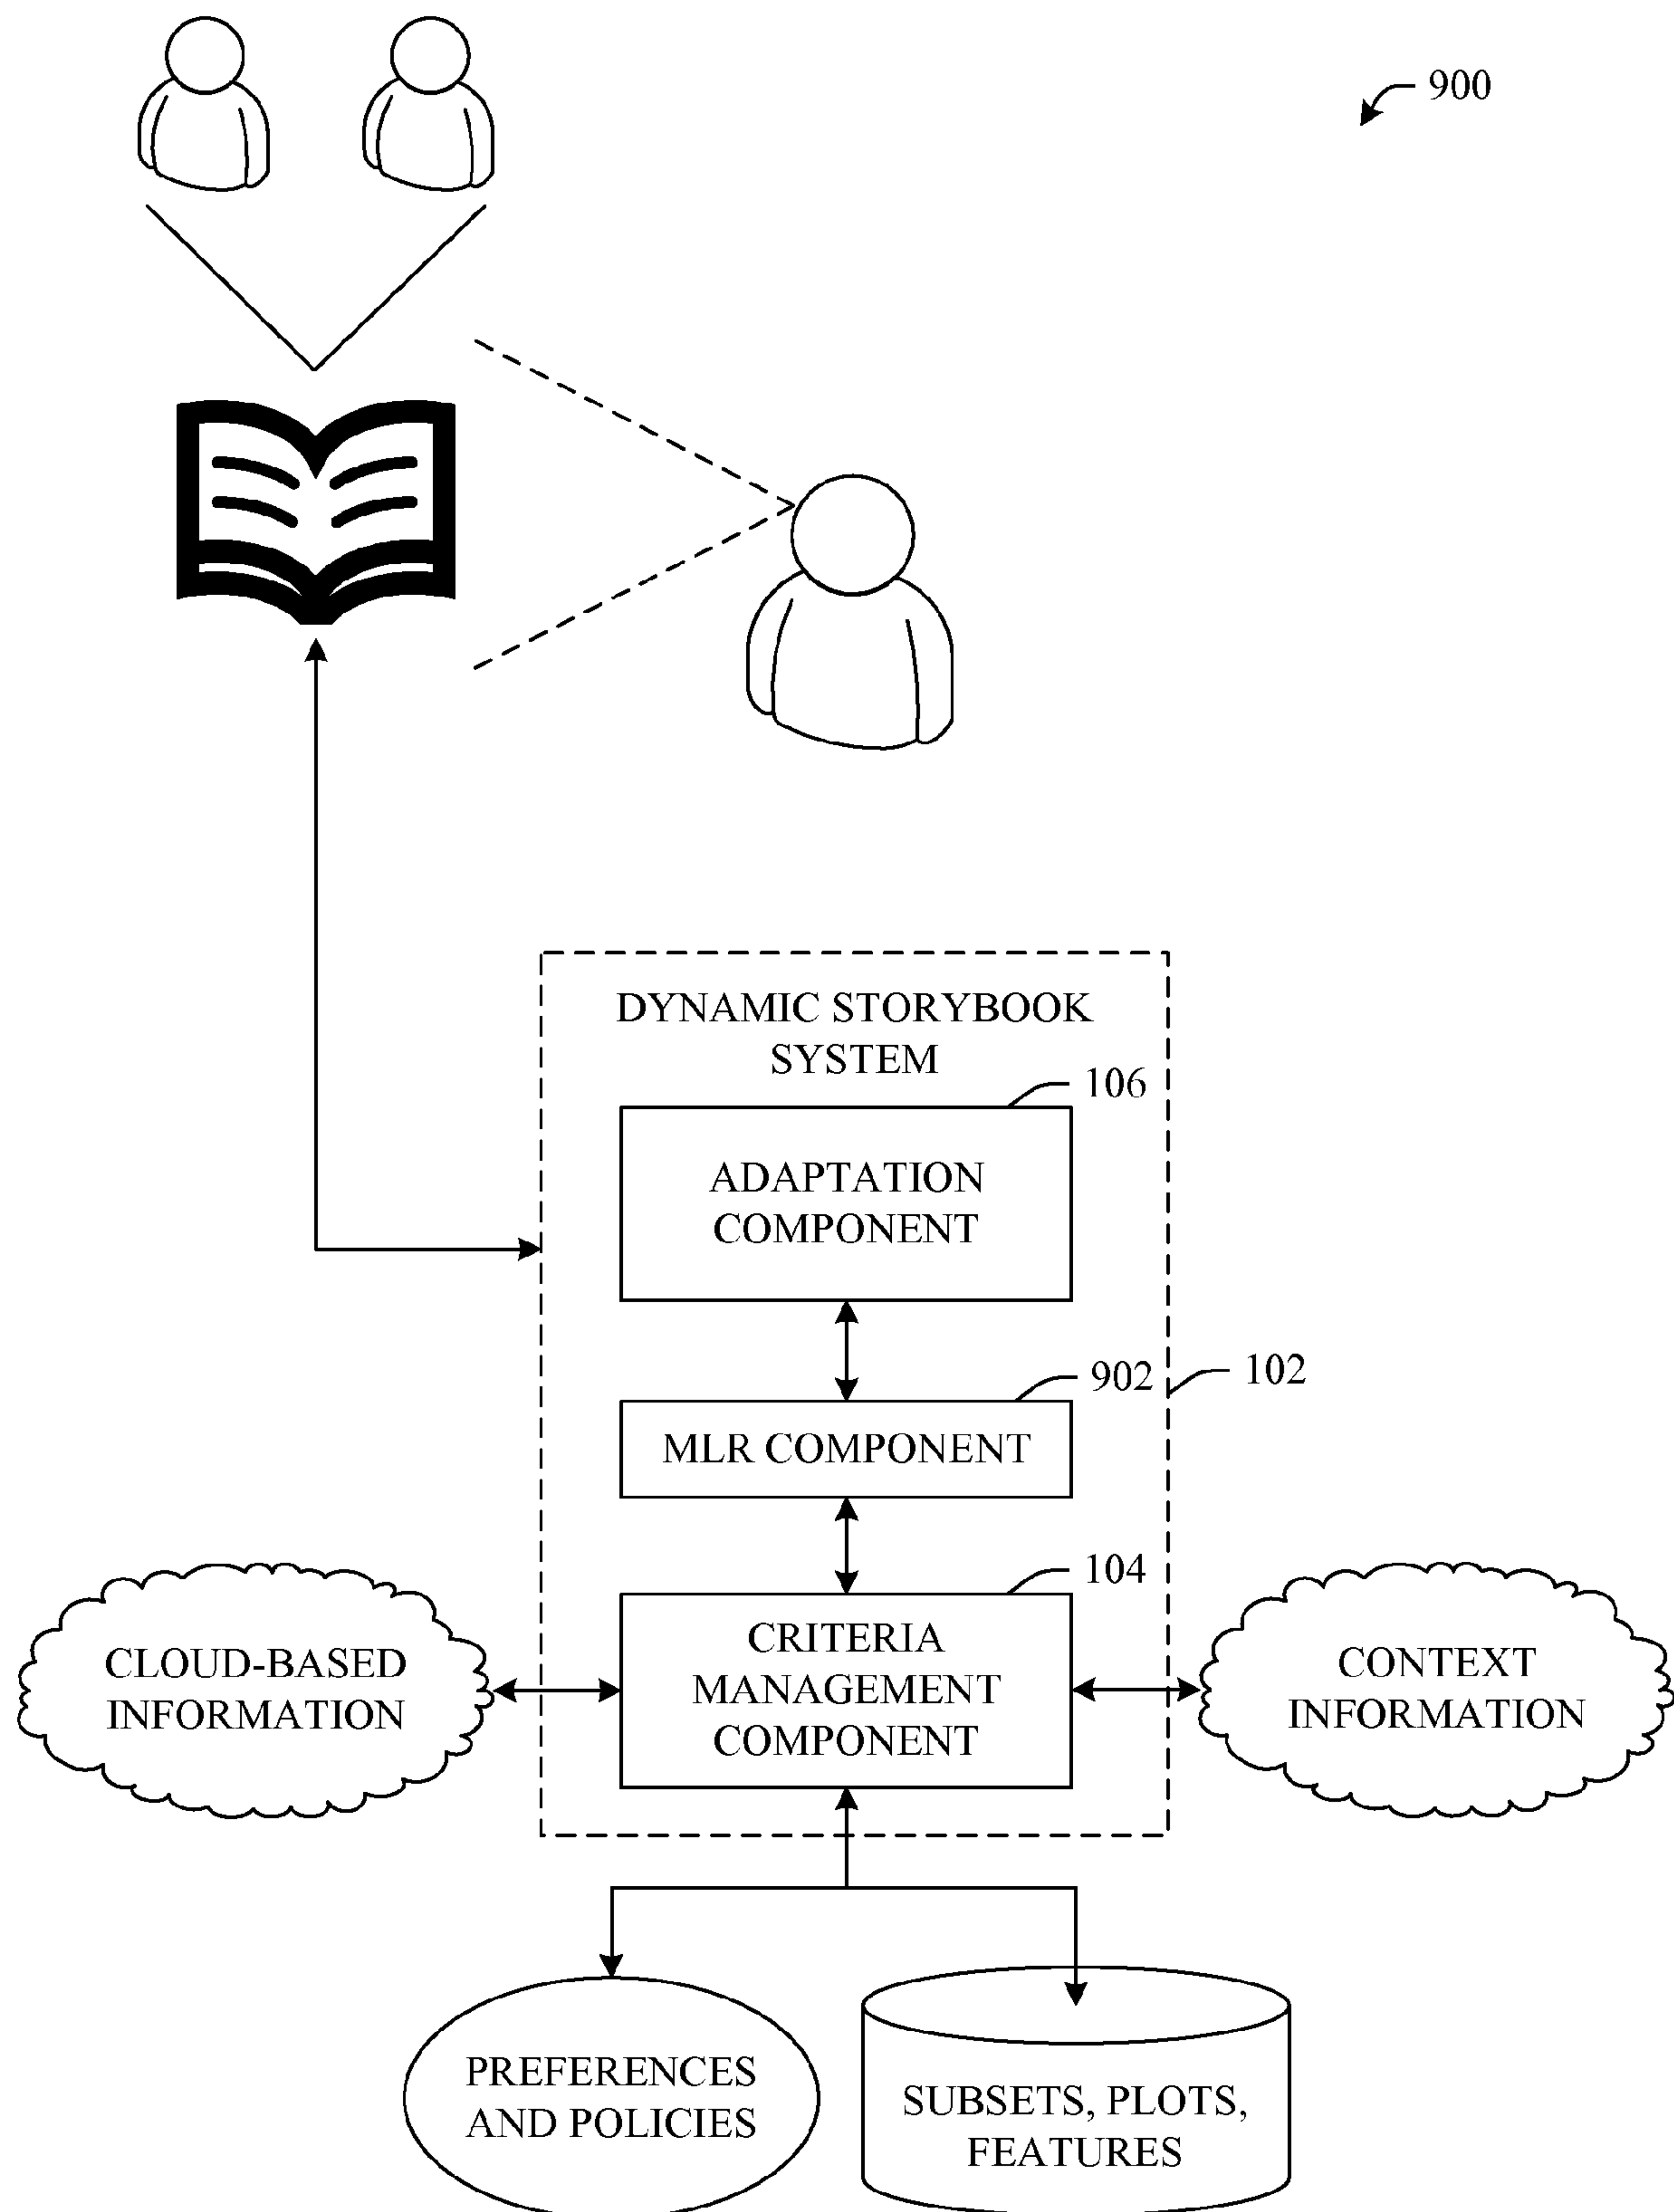 900
DYNAMIC STORYBOOK
SYSTEM
106
ADAPTATION
COMPONENT
902
102
MLR COMPONENT
104
CRITERIA
MANAGEMENT
COMPONENT
CLOUD-BASED
INFORMATION
CONTEXT
INFORMATION
PREFERENCES
AND POLICIES
SUBSETS, PLOTS,
FEATURES